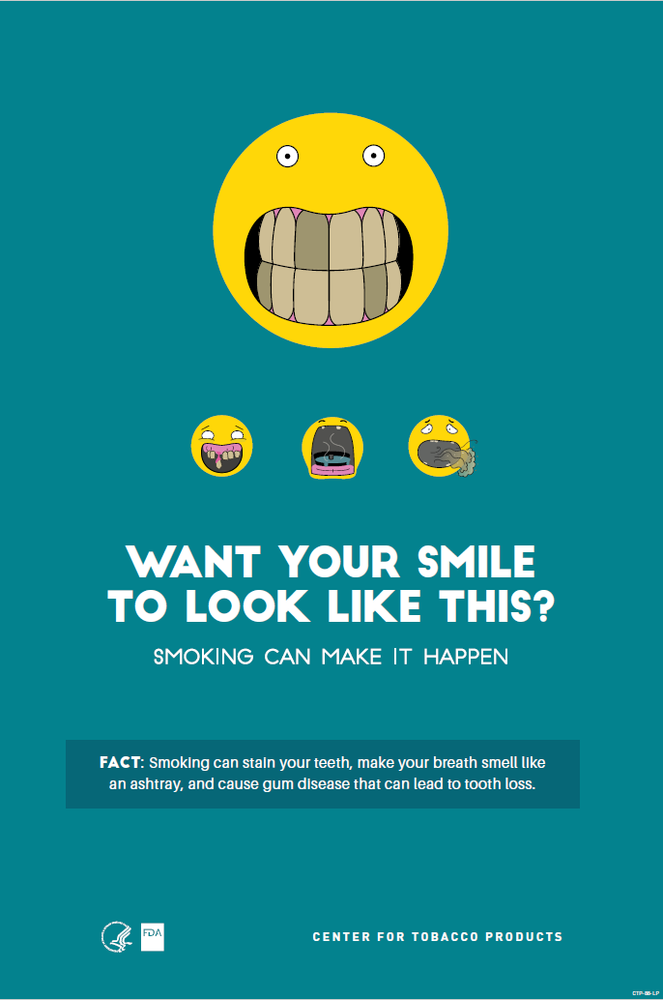 WANT YOUR SMILE
TO LOOK LIKE THIS?
SMOKING CAN MAKE IT HAPPEN
FACT: Smoking can stain your teeth, make your breath smell like
an ashtray, and cause gum disease that can lead to tooth loss.
FDA
CENTER FOR TOBACCO PRODUCTS